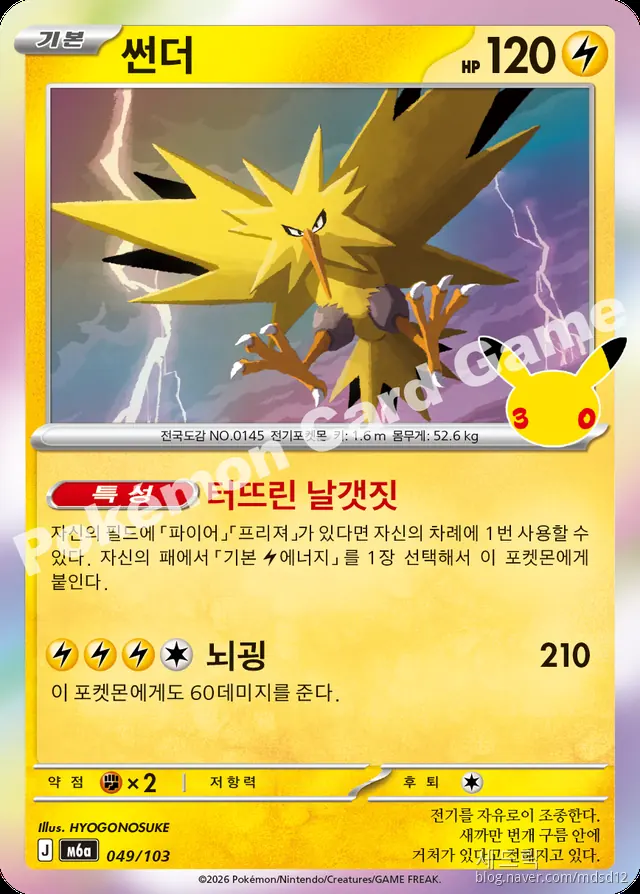 기본 썬더 HP 120
30
전국도감 NO.0145 전기포켓몬 키: 1.6 m 몸무게: 52.6 kg
특성 터뜨린 날갯짓
자신의 필드에 「파이어」 「프리져」가 있다면 자신의 차례에 1번 사용할 수
있다. 자신의 패에서 「기본 에너지」를 1장 선택해서 이 포켓몬에게
붙인다.
뇌굉 210
이 포켓몬에게도 60데미지를 준다.
약점 ×2 저항력 후퇴
전기를 자유로이 조종한다.
새까만 번개 구름 안에
거처가 있다고 전해지고 있다.
Illus. HYOGONOSUKE
J M6a 049/103
©2026 Pokémon/Nintendo/Creatures/GAME FREAK.
Pokémon Card Game
blog.naver.com/mdsd12